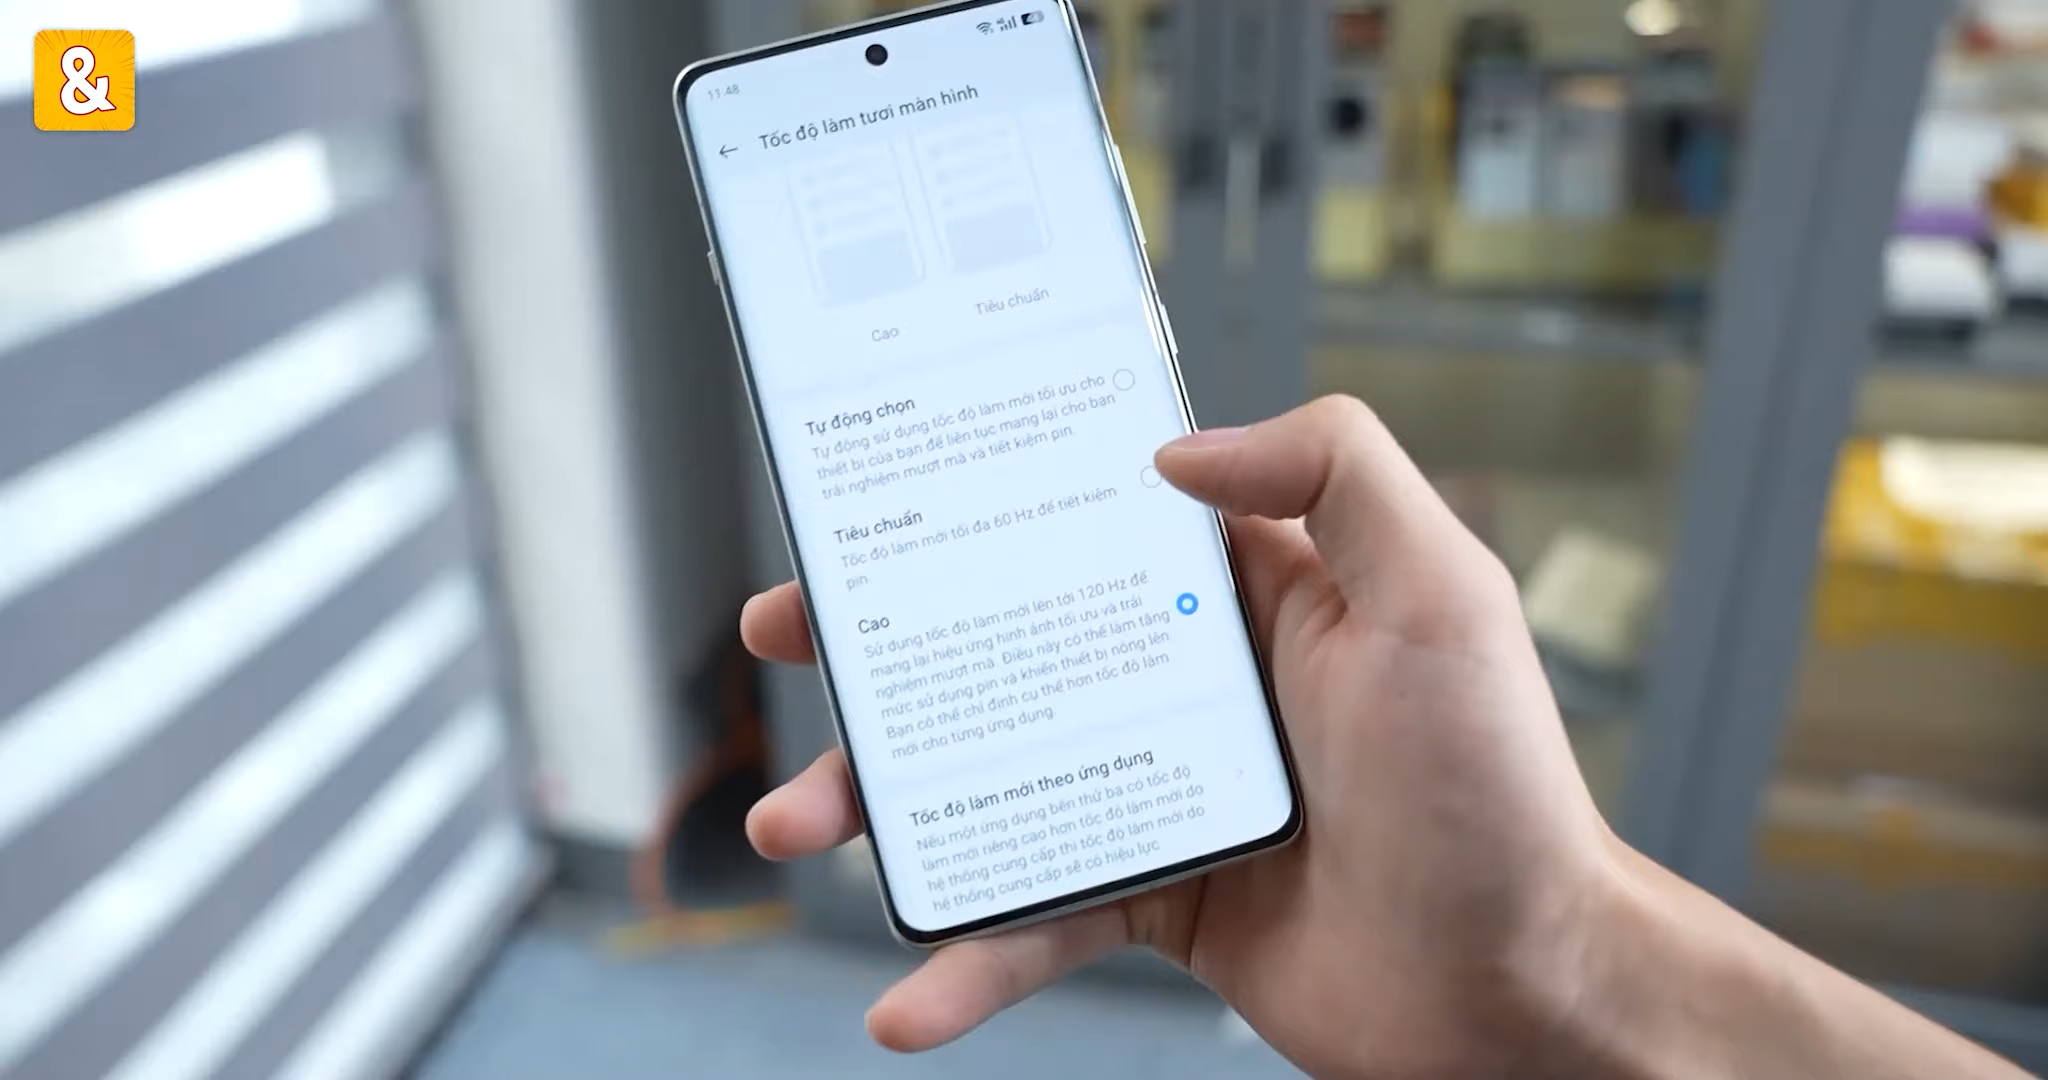 &
11:48
Tốc độ làm tươi màn hình
Cao
Tiêu chuẩn
Tự động chọn
Tự động sử dụng tốc độ làm mới tối ưu cho
thiết bị của bạn để liên tục mang lại cho bạn
trải nghiệm mượt mà và tiết kiệm pin.
Tiêu chuẩn
Tốc độ làm mới tối đa 60 Hz để tiết kiệm
pin
Cao
Sử dụng tốc độ làm mới lên tới 120 Hz để
mang lại hiệu ứng hình ảnh tối ưu và trải
nghiệm mượt mà. Điều này có thể làm tăng
mức sử dụng pin và khiến thiết bị nóng lên
Bạn có thể chỉ định cụ thể hơn tốc độ làm
mới cho từng ứng dụng.
Tốc độ làm mới theo ứng dụng
Nếu một ứng dụng bên thứ ba có tốc độ
làm mới riêng cao hơn tốc độ làm mới do
hệ thống cung cấp thì tốc độ làm mới do
hệ thống cung cấp sẽ có hiệu lực